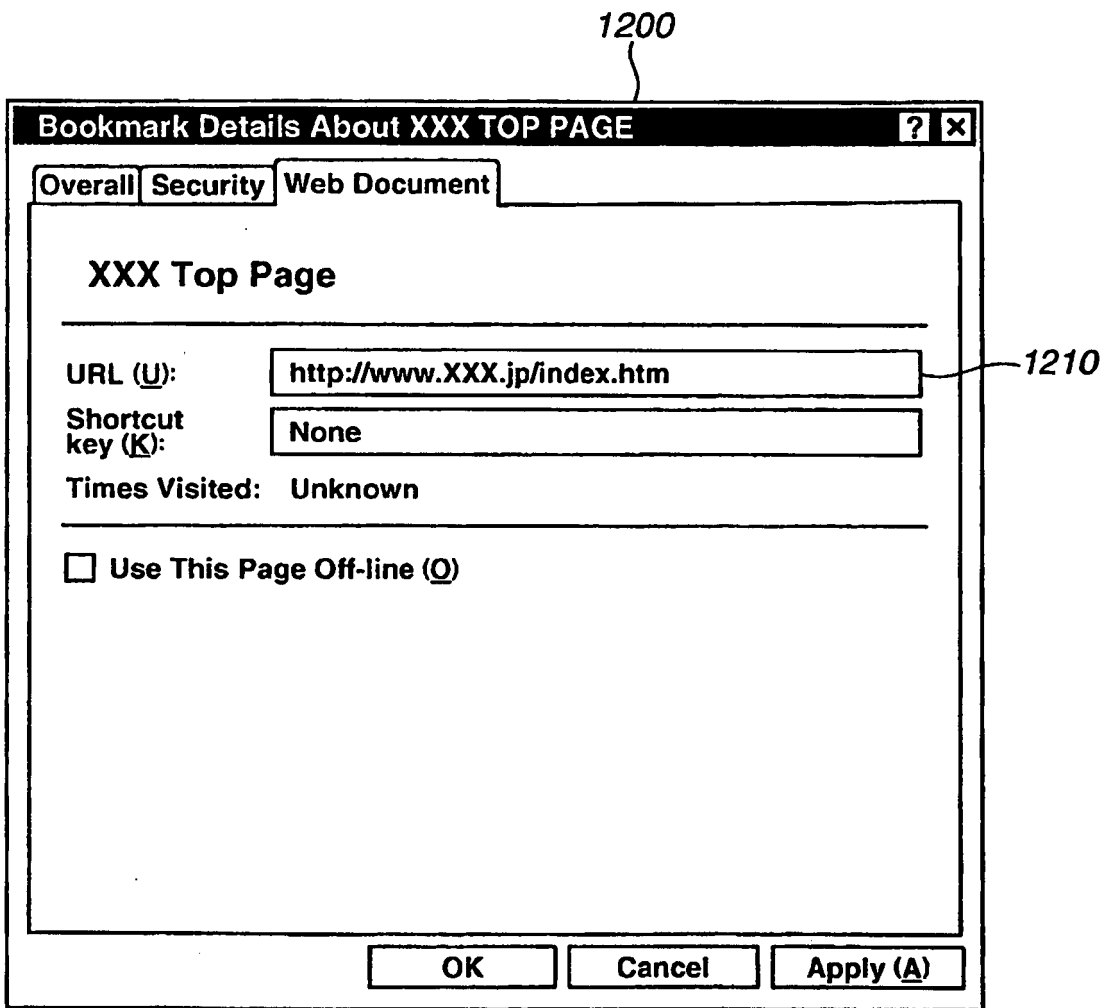 1200
Bookmark Details About XXX TOP PAGE ? ×
Overall Security Web Document
XXX Top Page
URL (U): http://www.XXX.jp/index.htm
1210
Shortcut
key (K): None
Times Visited: Unknown
Use This Page Off-line (O)
OK Cancel Apply (A)